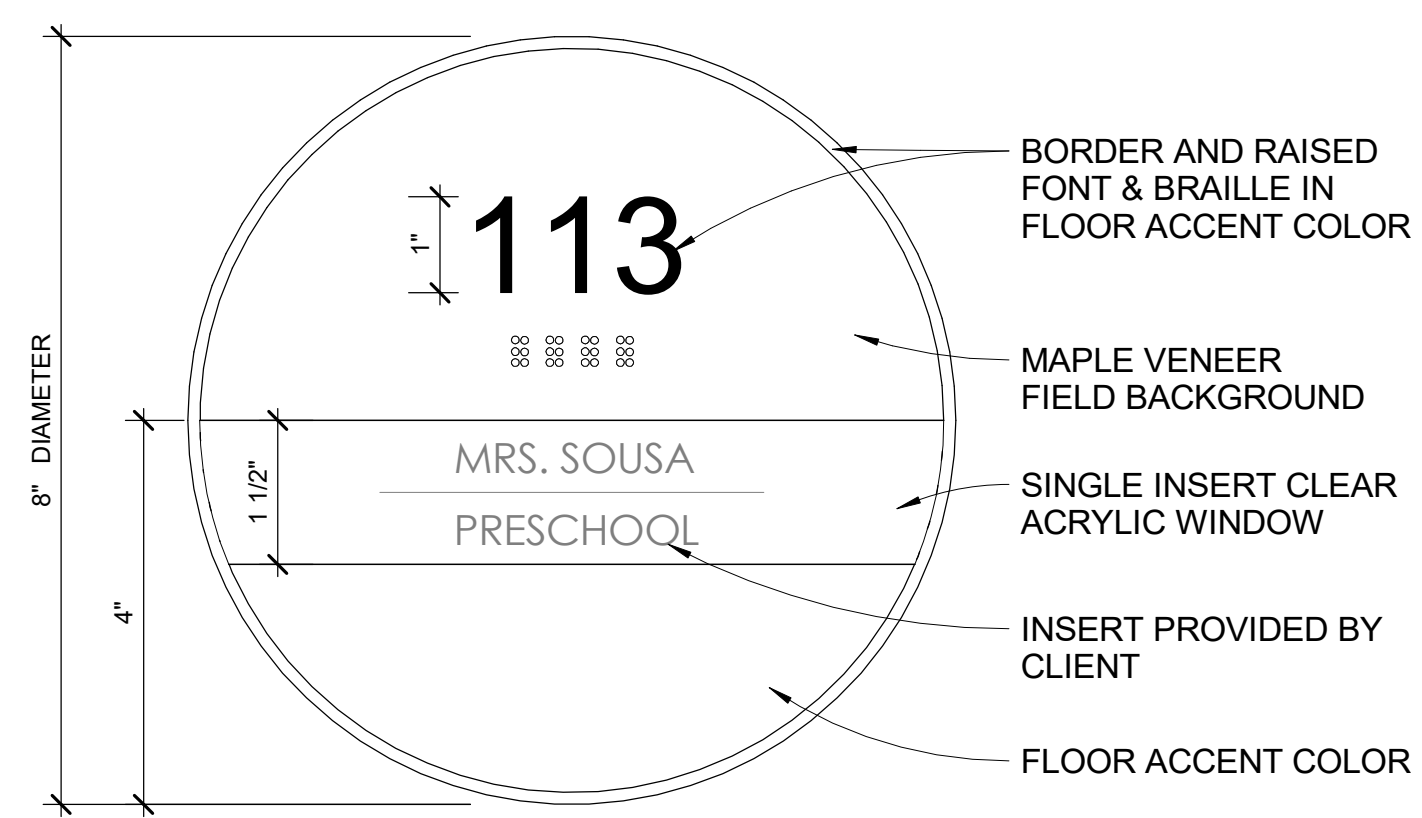 8" DIAMETER
4"
1 1/2"
1"
113
MRS. SOUSA
PRESCHOOL
BORDER AND RAISED
FONT & BRAILLE IN
FLOOR ACCENT COLOR
MAPLE VENEER
FIELD BACKGROUND
SINGLE INSERT CLEAR
ACRYLIC WINDOW
INSERT PROVIDED BY
CLIENT
FLOOR ACCENT COLOR